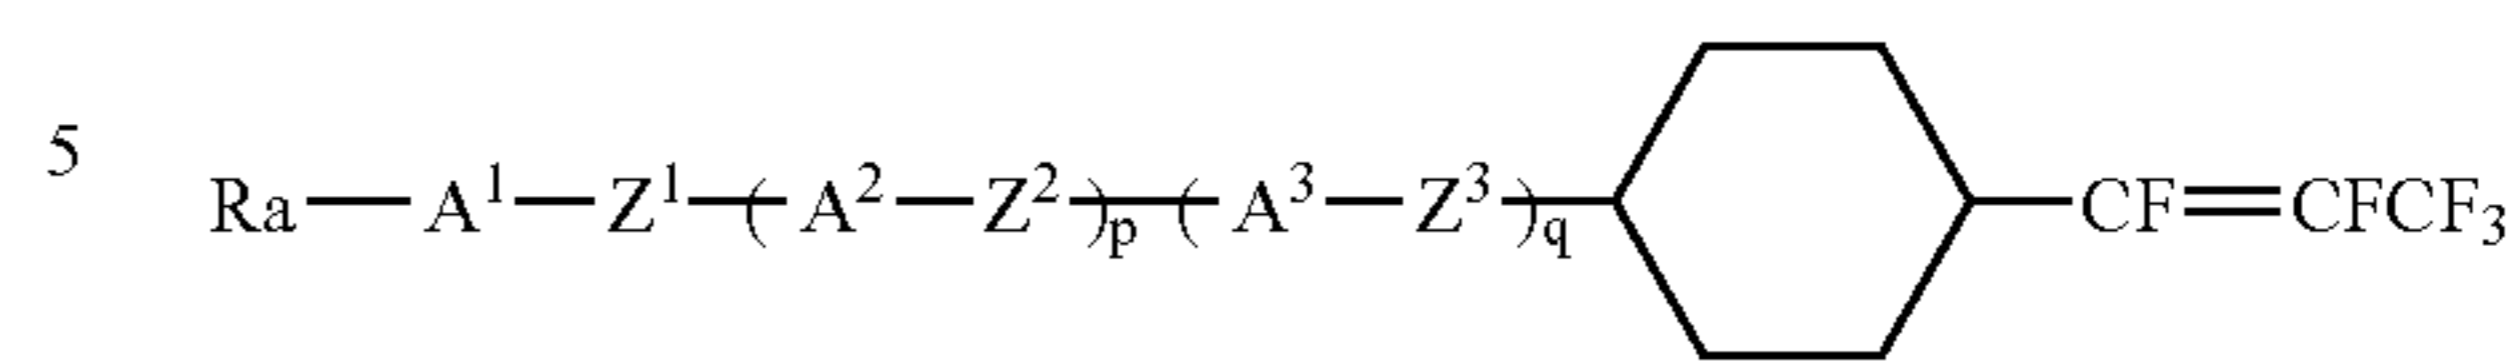 5
Ra—A¹—Z¹—(A²—Z²)p—(A³—Z³)q—CF=CFCF₃